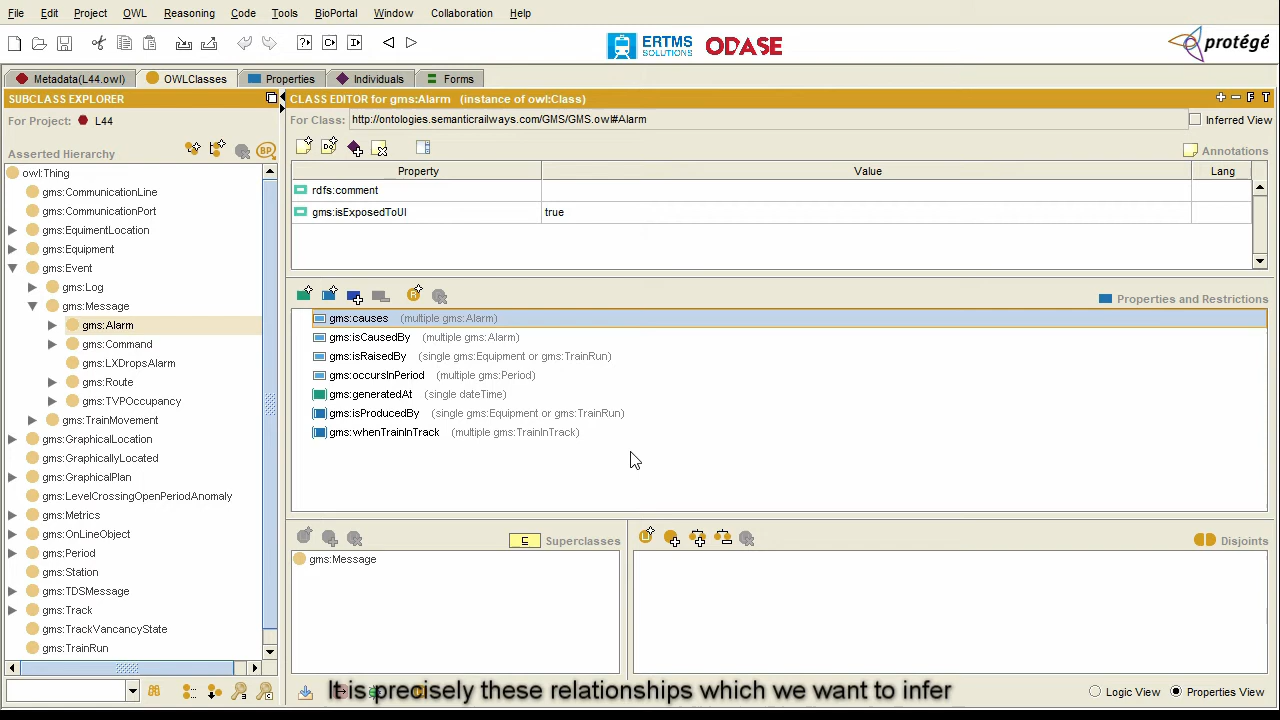 File Edit Project OWL Reasoning Code Tools BioPortal Window Collaboration Help
ERTMS SOLUTIONS ODASE protégé
Metadata(L44.owl) OWLClasses Properties Individuals Forms
SUBCLASS EXPLORER
For Project: L44
Asserted Hierarchy
owl:Thing
gms:CommunicationLine
gms:CommunicationPort
gms:EquimentLocation
gms:Equipment
gms:Event
gms:Log
gms:Message
gms:Alarm
gms:Command
gms:LXDropsAlarm
gms:Route
gms:TVPOccupancy
gms:TrainMovement
gms:GraphicalLocation
gms:GraphicallyLocated
gms:GraphicalPlan
gms:LevelCrossingOpenPeriodAnomaly
gms:Metrics
gms:OnLineObject
gms:Period
gms:Station
gms:TDSMessage
gms:Track
gms:TrackVancancyState
gms:TrainRun
CLASS EDITOR for gms:Alarm (instance of owl:Class)
For Class: http://ontologies.semanticrailways.com/GMS/GMS.owl#Alarm Inferred View
Annotations
Property Value Lang
rdfs:comment
gms:isExposedToUI true
Properties and Restrictions
gms:causes (multiple gms:Alarm)
gms:isCausedBy (multiple gms:Alarm)
gms:isRaisedBy (single gms:Equipment or gms:TrainRun)
gms:occursInPeriod (multiple gms:Period)
gms:generatedAt (single dateTime)
gms:isProducedBy (single gms:Equipment or gms:TrainRun)
gms:whenTrainInTrack (multiple gms:TrainInTrack)
Superclasses
gms:Message
Disjoints
It is precisely these relationships which we want to infer
Logic View Properties View